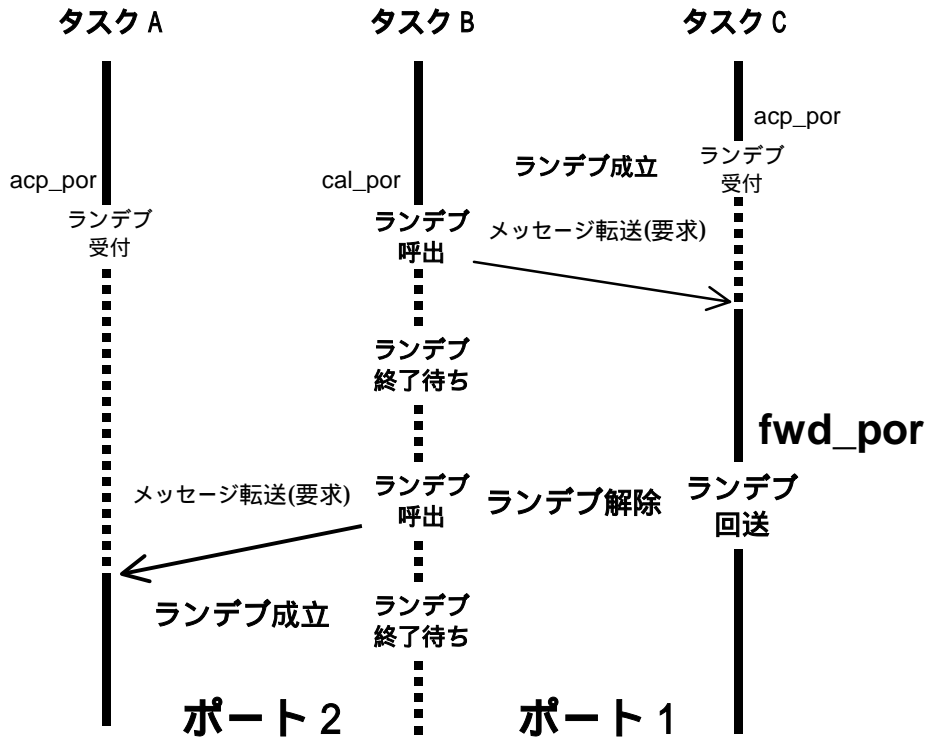 タスクA
タスクB
タスクC
acp_por
ランデブ成立
ランデブ
受付
acp_por
cal_por
ランデブ
受付
ランデブ
呼出
メッセージ転送(要求)
ランデブ
終了待ち
fwd_por
メッセージ転送(要求)
ランデブ
呼出
ランデブ解除
ランデブ
回送
ランデブ成立
ランデブ
終了待ち
ポート2
ポート1